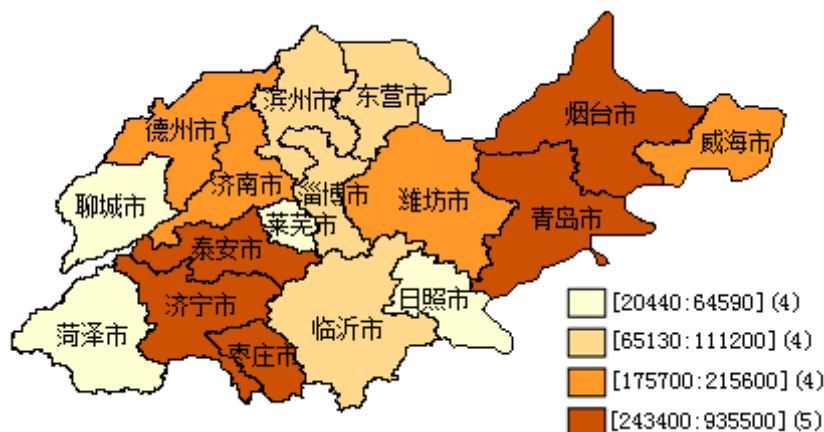 滨州市
东营市
烟台市
德州市
威海市
济南市
淄博市
潍坊市
聊城市
莱芜市
青岛市
泰安市
日照市
济宁市
临沂市
菏泽市
枣庄市
[20440:64590] (4)
[65130:111200] (4)
[175700:215600] (4)
[243400:935500] (5)